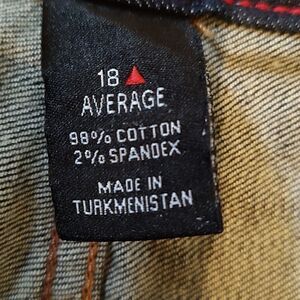 18
AVERAGE
98% COTTON
2% SPANDEX
MADE IN
TURKMENISTAN